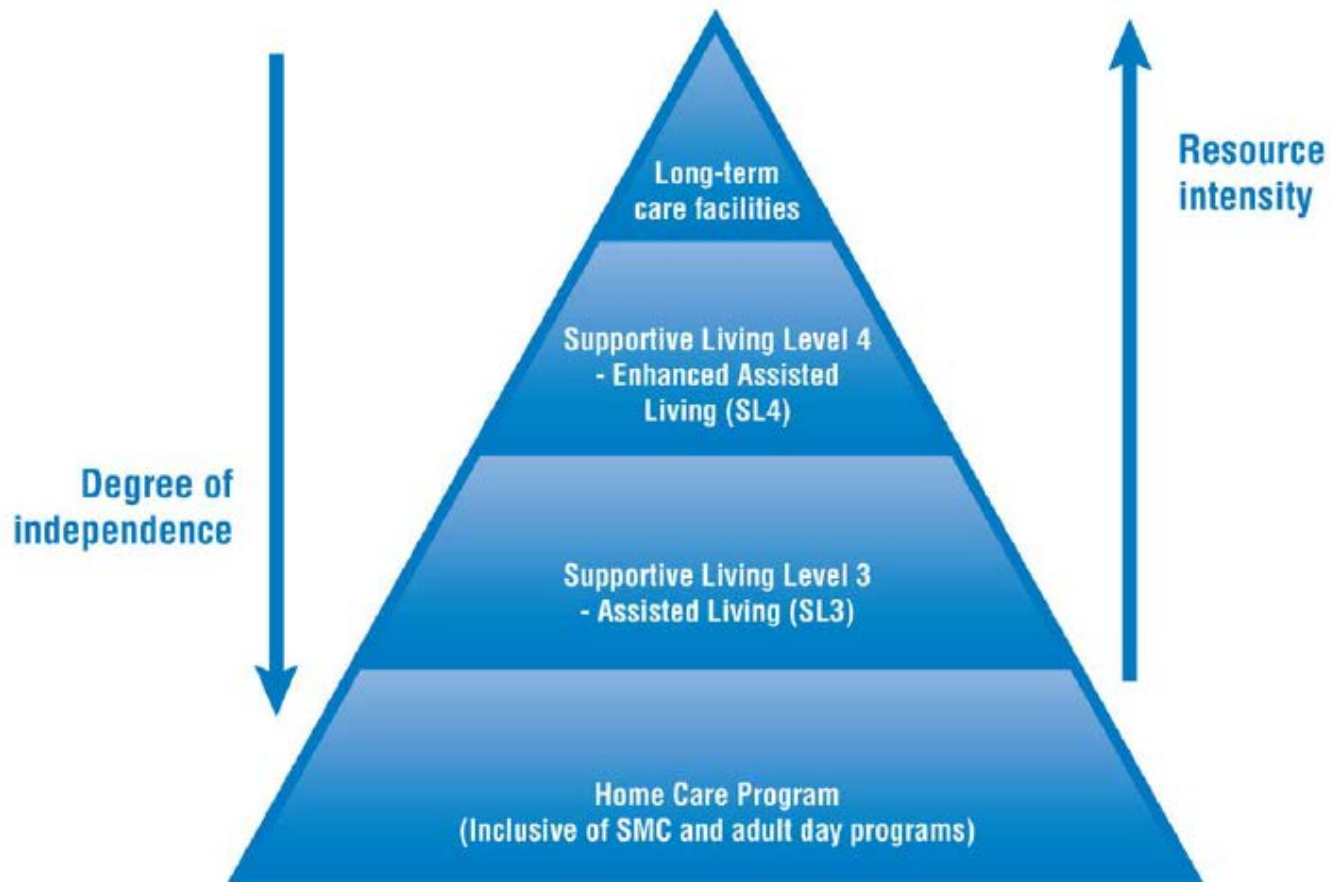 Long-term
care facilities
Resource
intensity
Supportive Living Level 4
- Enhanced Assisted
Living (SL4)
Degree of
independence
Supportive Living Level 3
- Assisted Living (SL3)
Home Care Program
(Inclusive of SMC and adult day programs)